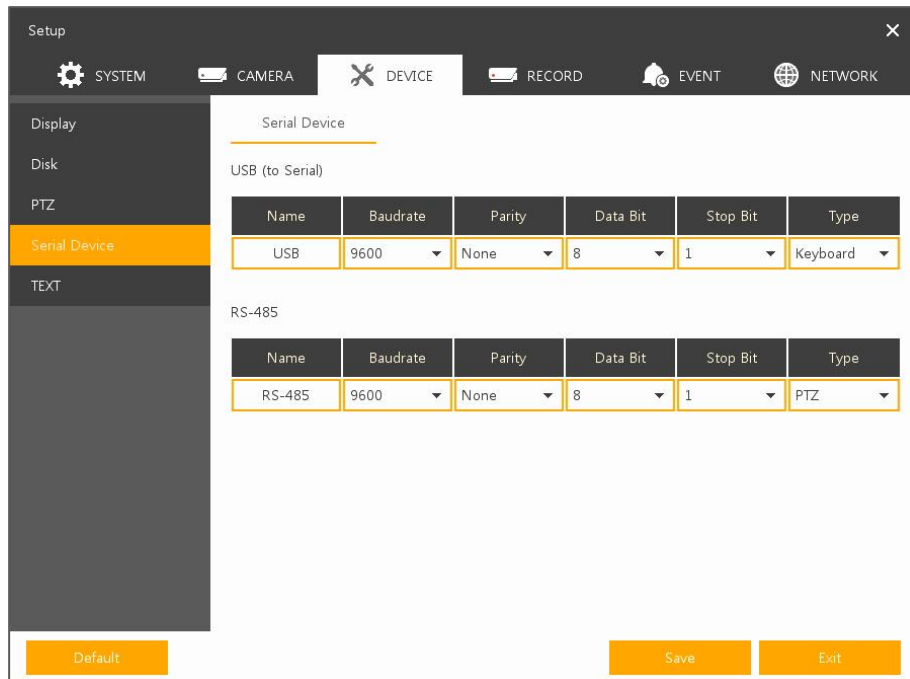 Setup
SYSTEM CAMERA DEVICE RECORD EVENT NETWORK
Display
Disk
PTZ
Serial Device
TEXT
Serial Device
USB (to Serial)
Name Baudrate Parity Data Bit Stop Bit Type
USB 9600 None 8 1 Keyboard
RS-485
Name Baudrate Parity Data Bit Stop Bit Type
RS-485 9600 None 8 1 PTZ
Default Save Exit